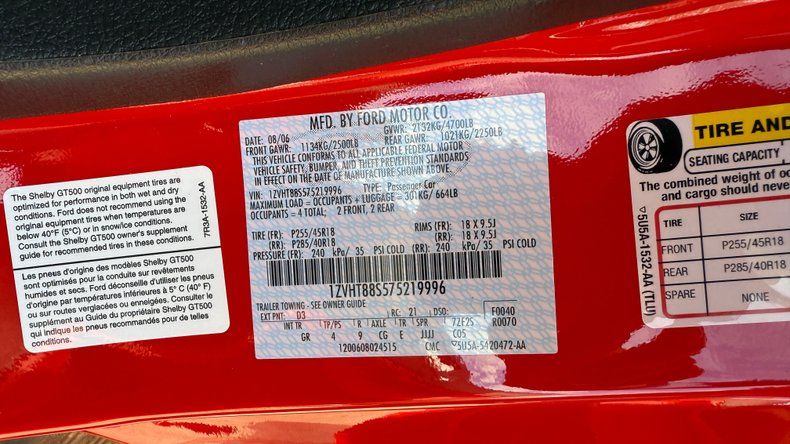 The Shelby GT500 original equipment tires are
optimized for performance in both wet and dry
conditions. Ford does not recommend using the
original equipment tires when temperatures are
below 40°F (5°C) or in snow/ice conditions.
Consult the Shelby GT500 owner's supplement
guide for recommended tires in these conditions.
7R3A-1532-AA
Les pneus d'origine des modèles Shelby GT500
sont optimisés pour la conduite sur revêtements
humides et secs. Ford déconseille d'utiliser les pneus
d'origine par températures inférieures à 5° C (40° F)
ou sur routes verglacées ou enneigées. Consulter le
supplément au Guide du propriétaire Shelby GT500
qui indique les pneus recommandés pour de telles
conditions.
MFD. BY FORD MOTOR CO.
DATE: 08/06 GVWR: 2132KG/4700LB
FRONT GAWR: 1134KG/2500LB REAR GAWR: 1021KG/2250LB
THIS VEHICLE CONFORMS TO ALL APPLICABLE FEDERAL MOTOR
VEHICLE SAFETY, BUMPER, AND THEFT PREVENTION STANDARDS
IN EFFECT ON THE DATE OF MANUFACTURE SHOWN ABOVE.
VIN: 1ZVHT88S575219996 TYPE: Passenger Car
MAXIMUM LOAD = OCCUPANTS + LUGGAGE = 301KG/ 664LB
OCCUPANTS = 4 TOTAL; 2 FRONT, 2 REAR
TIRE (FR): P255/45R18 RIMS (FR): 18 X 9.5J
(RR): P285/40R18 (RR): 18 X 9.5J
PRESSURE (FR): 240 kPa/ 35 PSI COLD (RR): 240 kPa/ 35 PSI COLD
1ZVHT88S575219996
TRAILER TOWING - SEE OWNER GUIDE
EXT PNT: D3 RC: 21 DSO: F0040
R0070
INT TR TP/PS R AXLE TR SPR
GR 4 9 CG E JJJJ C05
1200608024515 CMC 5U5A-5420472-AA
TIRE AND
SEATING CAPACITY
The combined weight of oc
and cargo should never
TIRE SIZE
FRONT P255/45R18
REAR P285/40R18
SPARE NONE
5U5A-1532-AA (TLU)